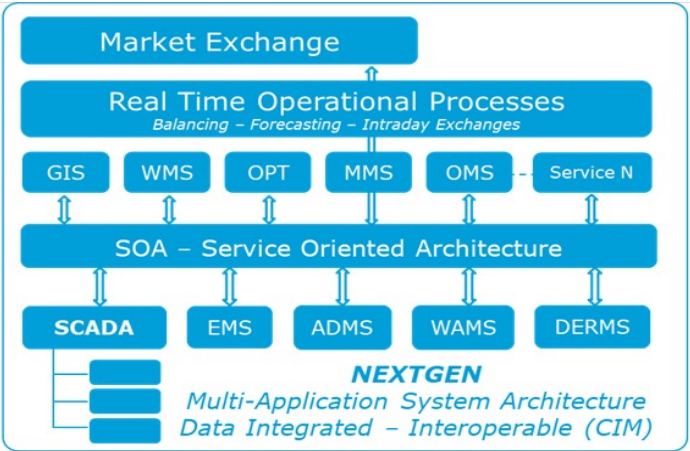 Market Exchange
Real Time Operational Processes
Balancing – Forecasting – Intraday Exchanges
GIS
WMS
OPT
MMS
OMS
Service N
SOA – Service Oriented Architecture
SCADA
EMS
ADMS
WAMS
DERMS
NEXTGEN
Multi-Application System Architecture
Data Integrated – Interoperable (CIM)